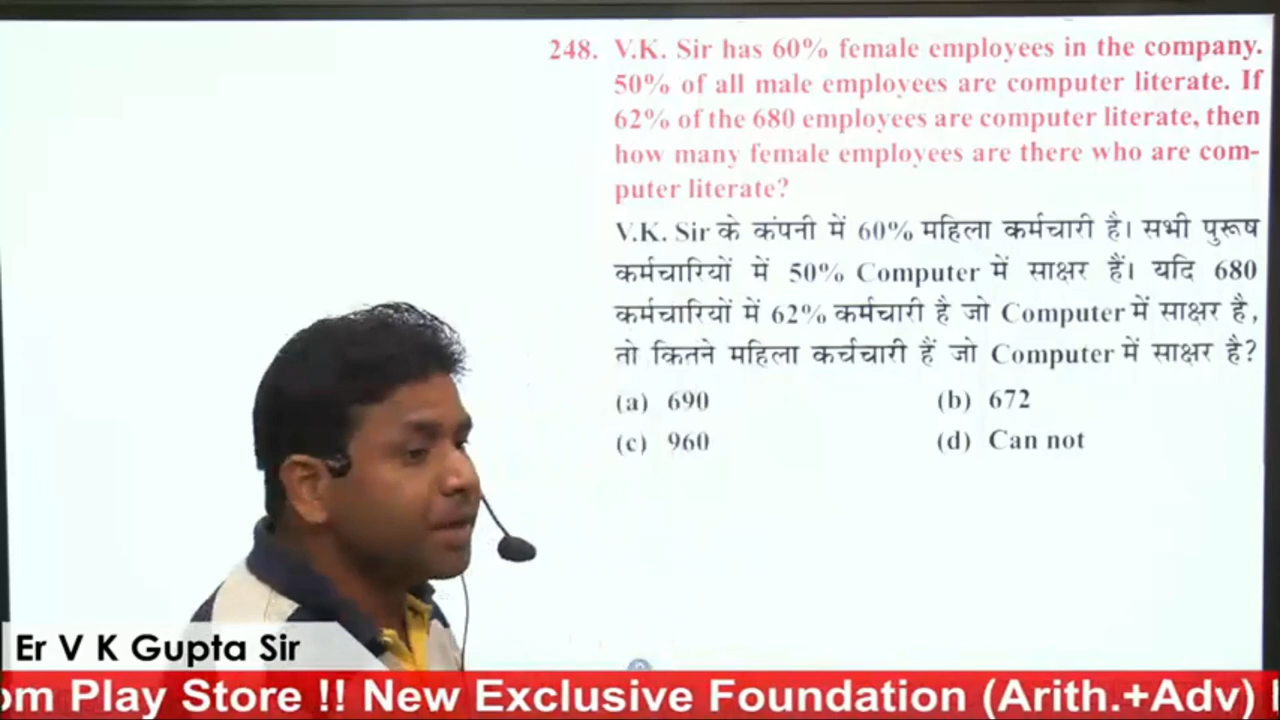 248. V.K. Sir has 60% female employees in the company.
50% of all male employees are computer literate. If
62% of the 680 employees are computer literate, then
how many female employees are there who are com-
puter literate?
V.K. Sir के कंपनी में 60% महिला कर्मचारी है। सभी पुरूष
कर्मचारियों में 50% Computer में साक्षर हैं। यदि 680
कर्मचारियों में 62% कर्मचारी है जो Computer में साक्षर है,
तो कितने महिला कर्चचारी हैं जो Computer में साक्षर है?
(a) 690 (b) 672
(c) 960 (d) Can not
Er V K Gupta Sir
om Play Store !! New Exclusive Foundation (Arith.+Adv)